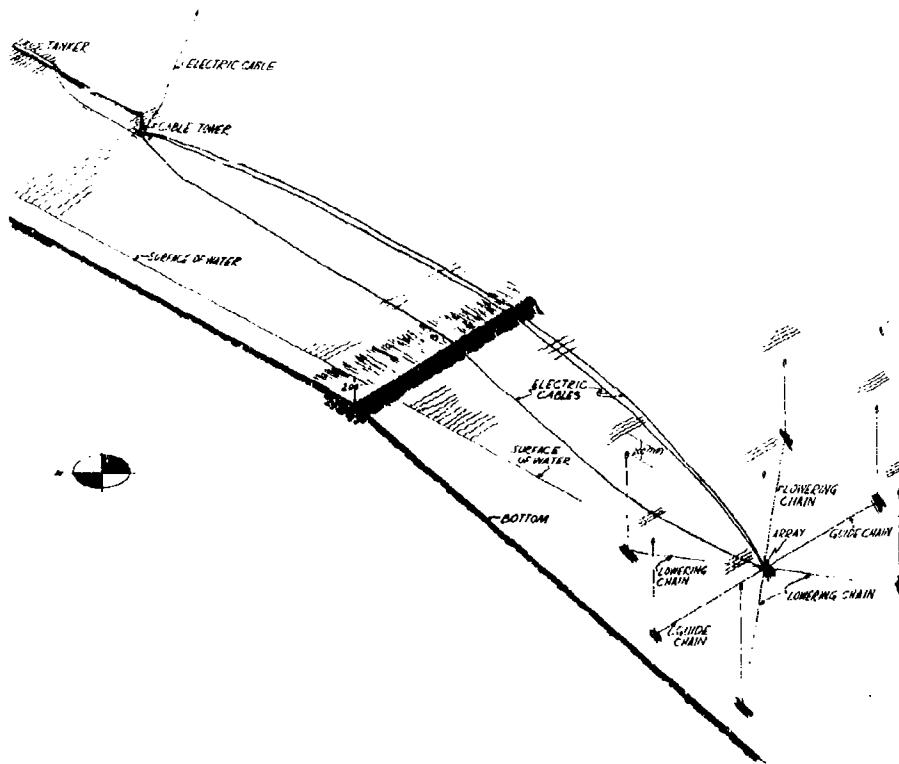 TANKER
ELECTRIC CABLE
CABLE TOWER
SURFACE OF WATER
ELECTRIC
CABLES
SURFACE
OF WATER
BOTTOM
LOWERING
CHAIN
ARRAY
GUIDE CHAIN
LOWERING
CHAIN
LOWERING CHAIN
GUIDE
CHAIN